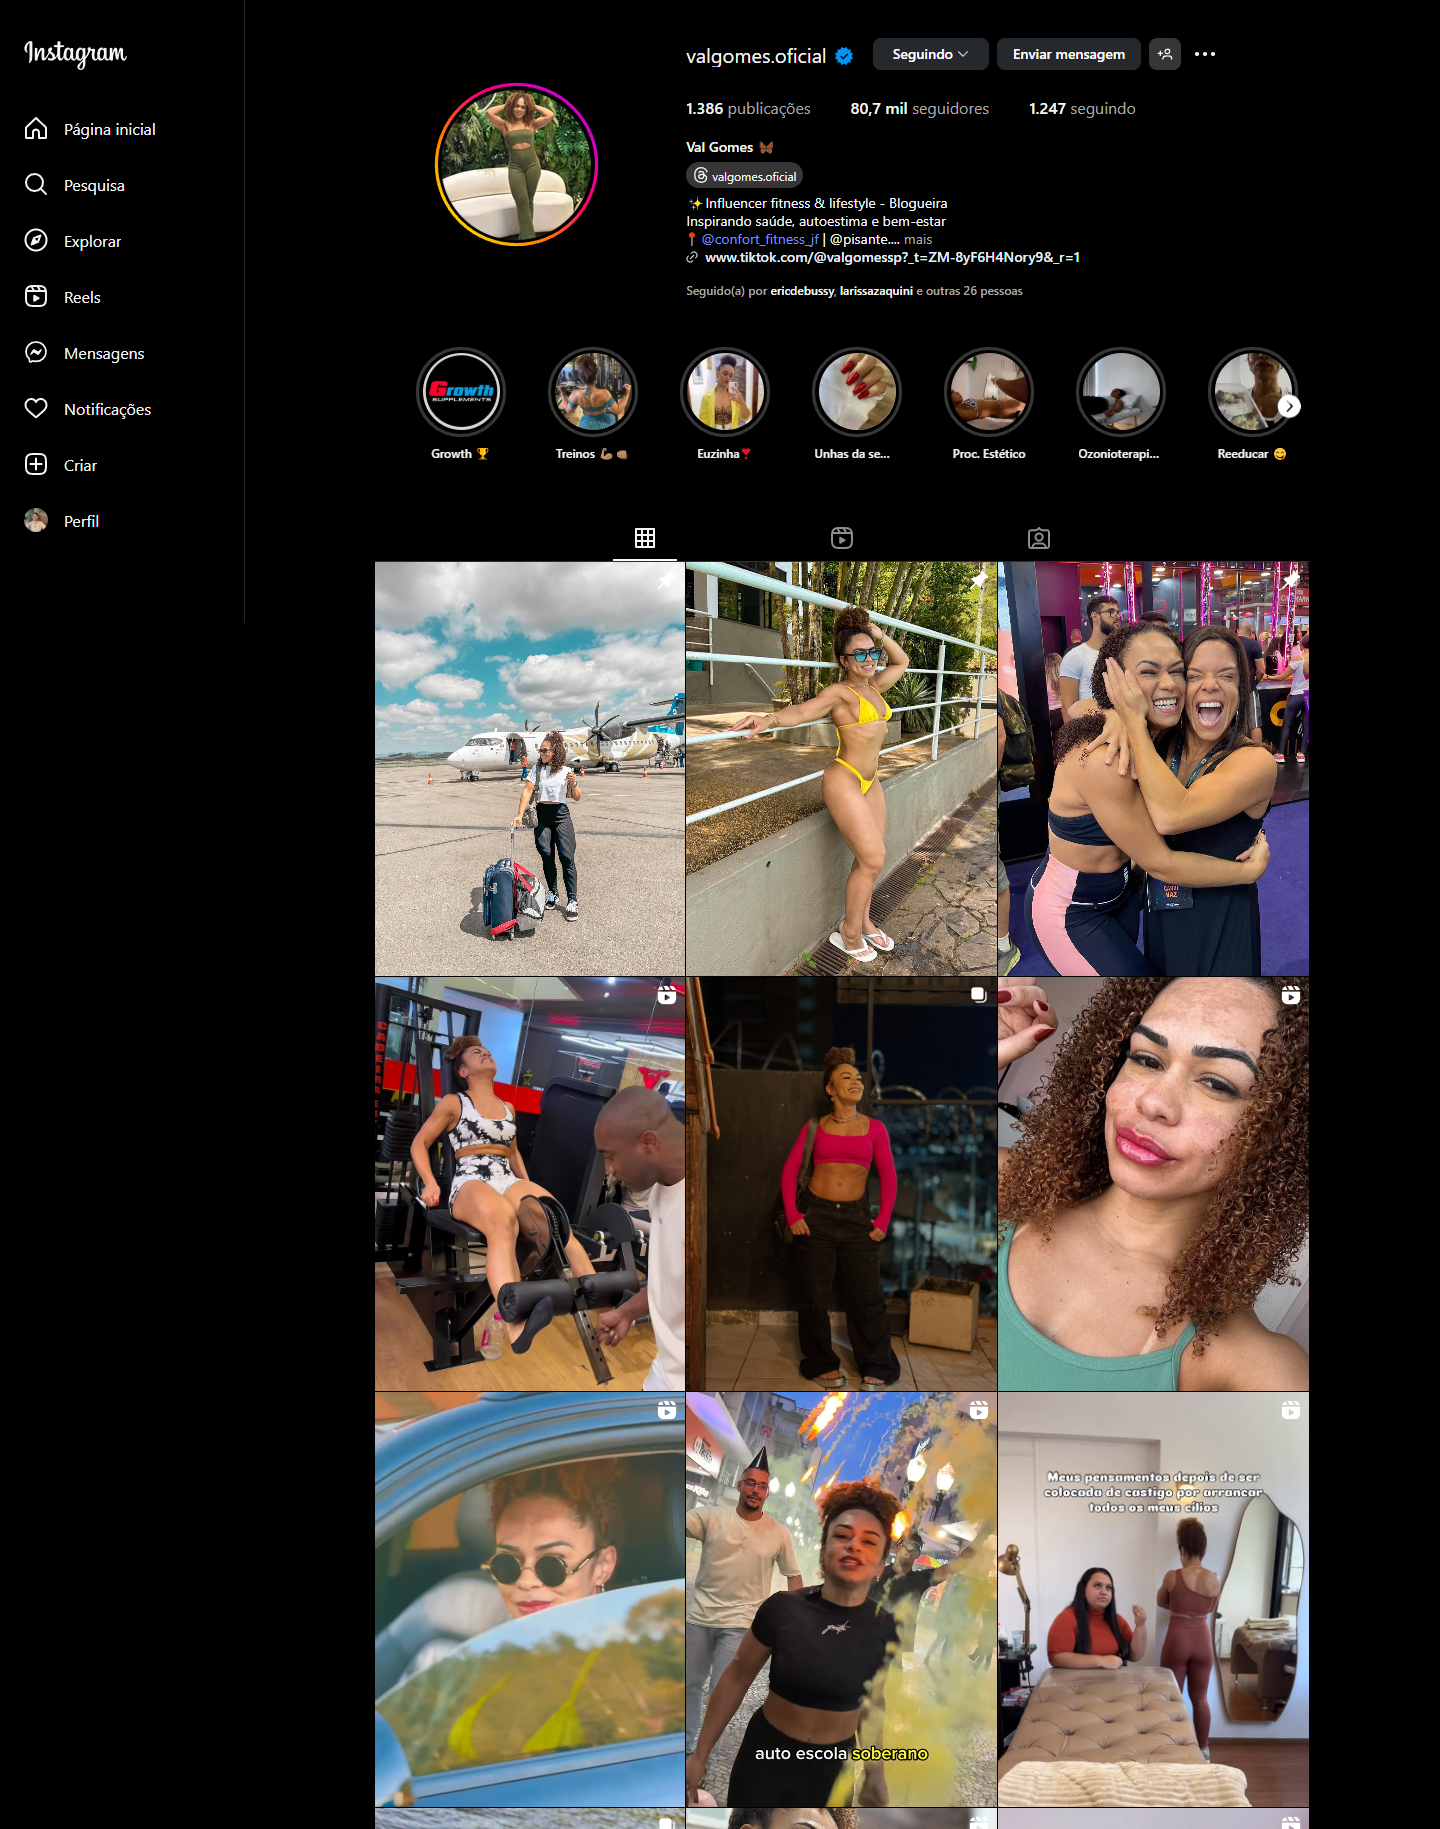 Instagram
Página inicial
Pesquisa
Explorar
Reels
Mensagens
Notificações
Criar
Perfil
valgomes.oficial
Seguindo
Enviar mensagem
1.386 publicações
80,7 mil seguidores
1.247 seguindo
Val Gomes 🦋
valgomes.oficial
✨Influencer fitness & lifestyle - Blogueira
Inspirando saúde, autoestima e bem-estar
📍@confort_fitness_jf | @pisante.... mais
www.tiktok.com/@valgomessp?_t=ZM-8yF6H4Nory9&_r=1
Seguido(a) por ericdebussy, larissazaquini e outras 26 pessoas
Growth
SUPPLEMENTS
Growth 🏆
Treinos 💪🏽👊🏽
Euzinha❣️
Unhas da se...
Proc. Estético
Ozonioterapi...
Reeducar 😋
auto escola soberano
Meus pensamentos depois de ser
colocada de castigo por arrancar
todos os meus cílios